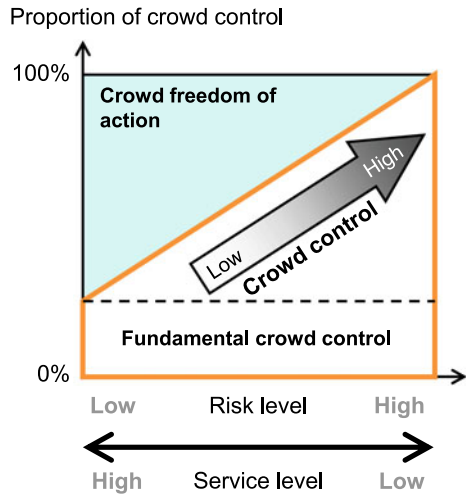 Proportion of crowd control
100%
Crowd freedom of
action
High
Low
Crowd control
Fundamental crowd control
0%
Low Risk level High
High Service level Low